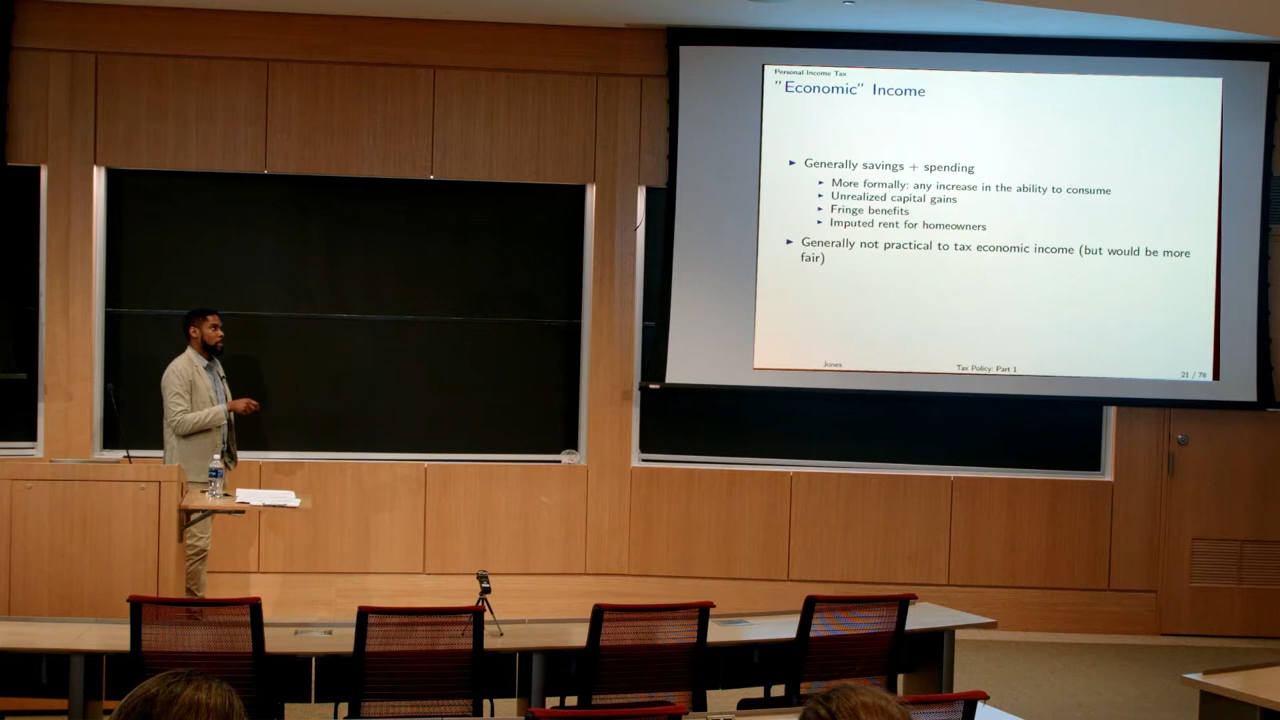 Personal Income Tax
"Economic" Income
Generally savings + spending
More formally: any increase in the ability to consume
Unrealized capital gains
Fringe benefits
Imputed rent for homeowners
Generally not practical to tax economic income (but would be more
fair)
Jones
Tax Policy: Part 1
21 / 78